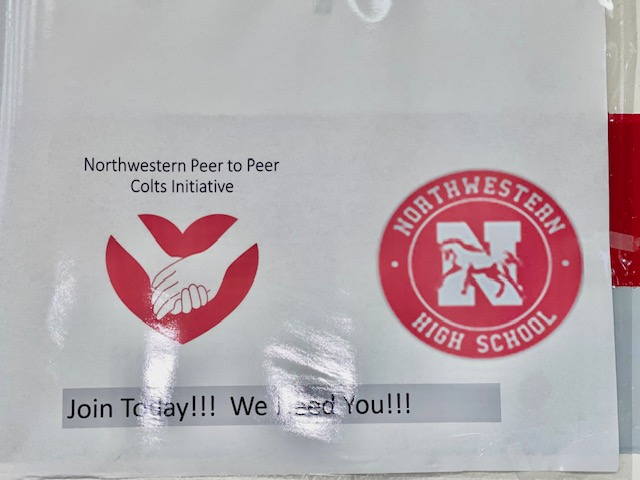 Northwestern Peer to Peer
Colts Initiative
NORTHWESTERN
N
HIGH SCHOOL
Join Today!!! We Need You!!!